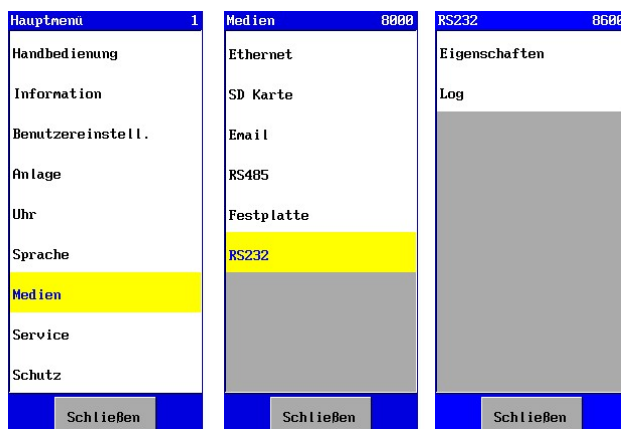 Hauptmenü 1
Handbedienung
Information
Benutzereinstell.
Anlage
Uhr
Sprache
Medien
Service
Schutz
Schließen
Medien 8000
Ethernet
SD Karte
Email
RS485
Festplatte
RS232
Schließen
RS232 8600
Eigenschaften
Log
Schließen